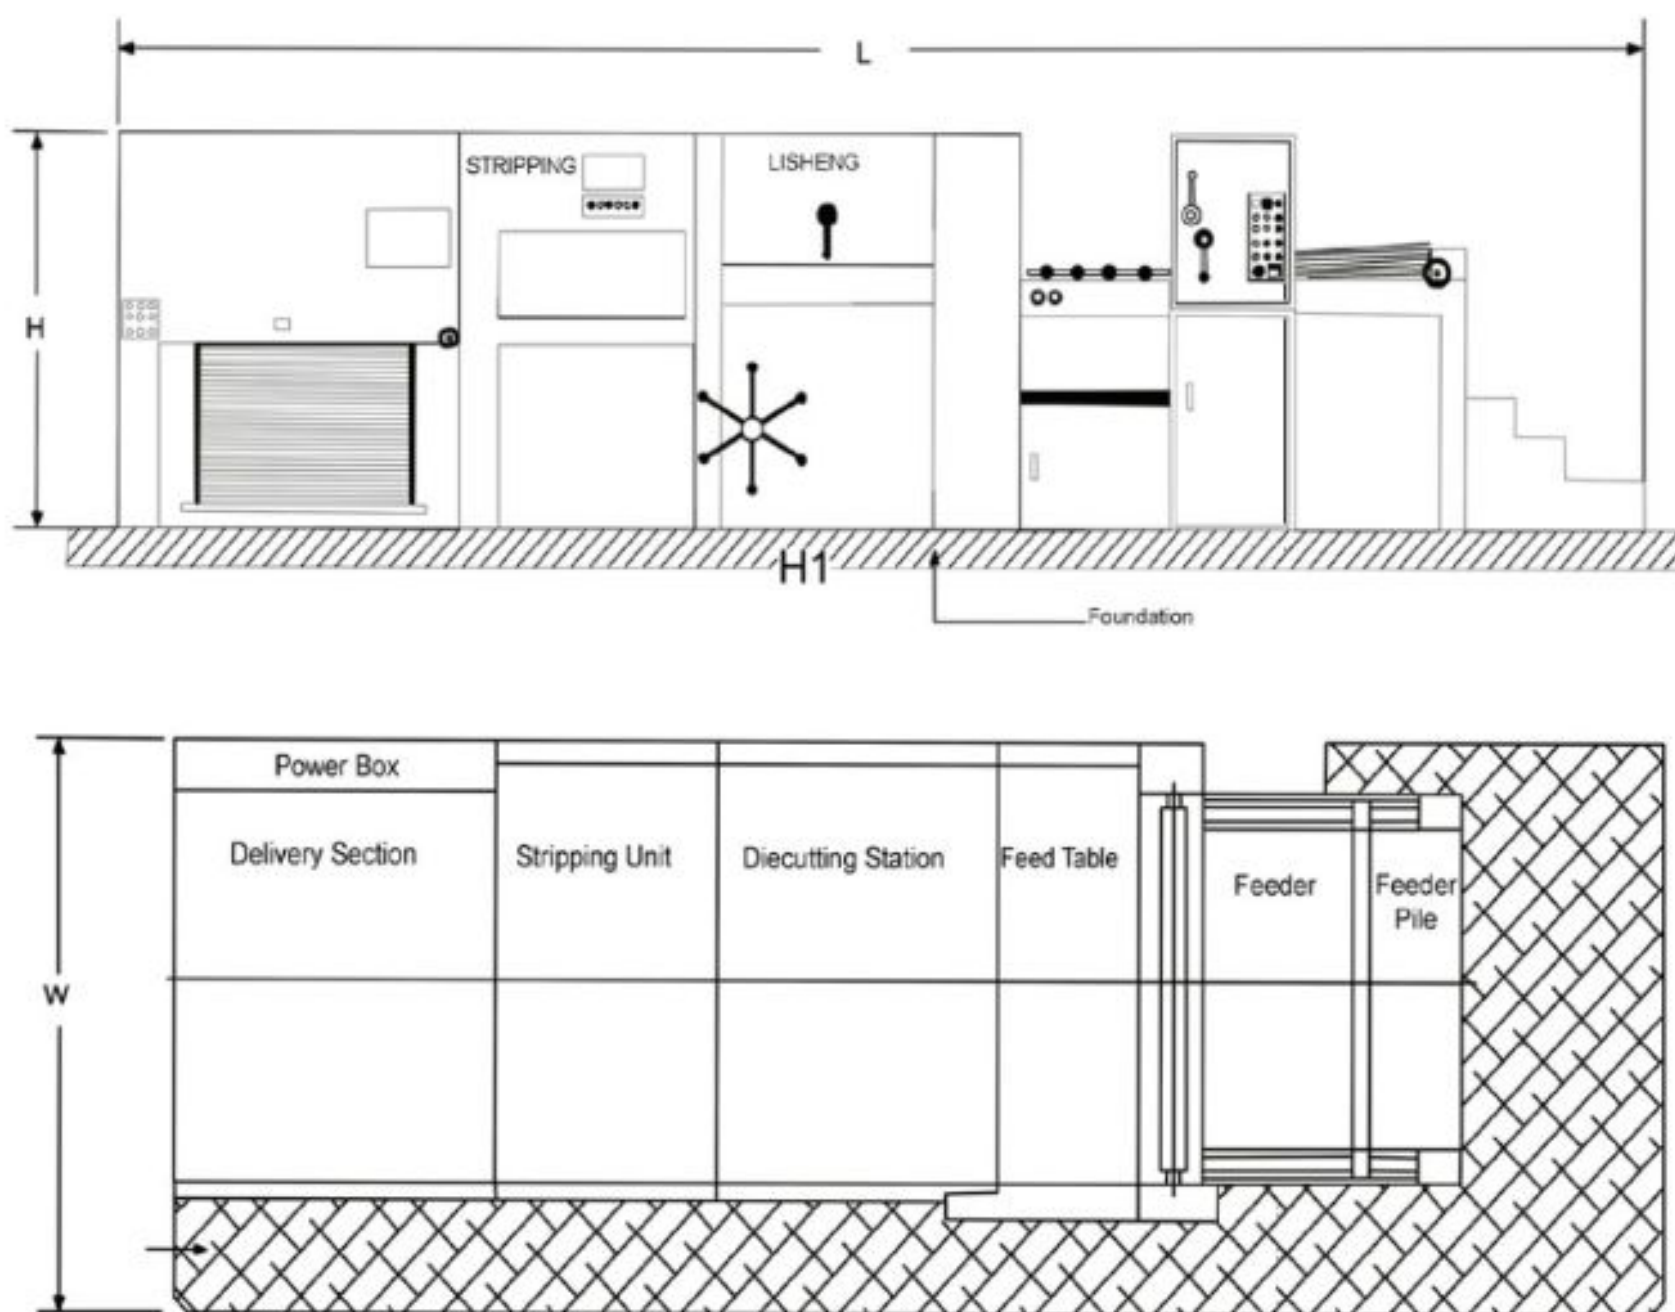 L
STRIPPING
LISHENG
H
H1
Foundation
Power Box
Delivery Section
Stripping Unit
Diecutting Station
Feed Table
Feeder
Feeder
Pile
W